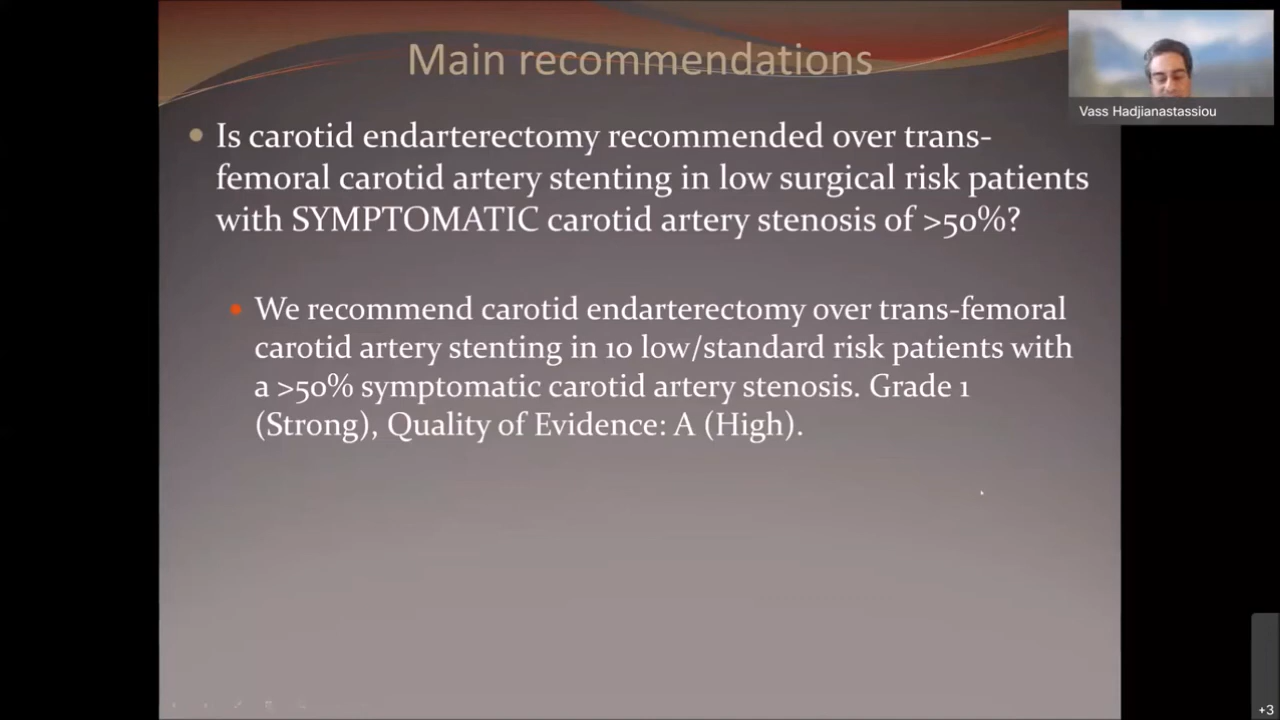 Main recommendations
Vass Hadjianastassiou
Is carotid endarterectomy recommended over trans-
femoral carotid artery stenting in low surgical risk patients
with SYMPTOMATIC carotid artery stenosis of >50%?
We recommend carotid endarterectomy over trans-femoral
carotid artery stenting in 10 low/standard risk patients with
a >50% symptomatic carotid artery stenosis. Grade 1
(Strong), Quality of Evidence: A (High).
+3